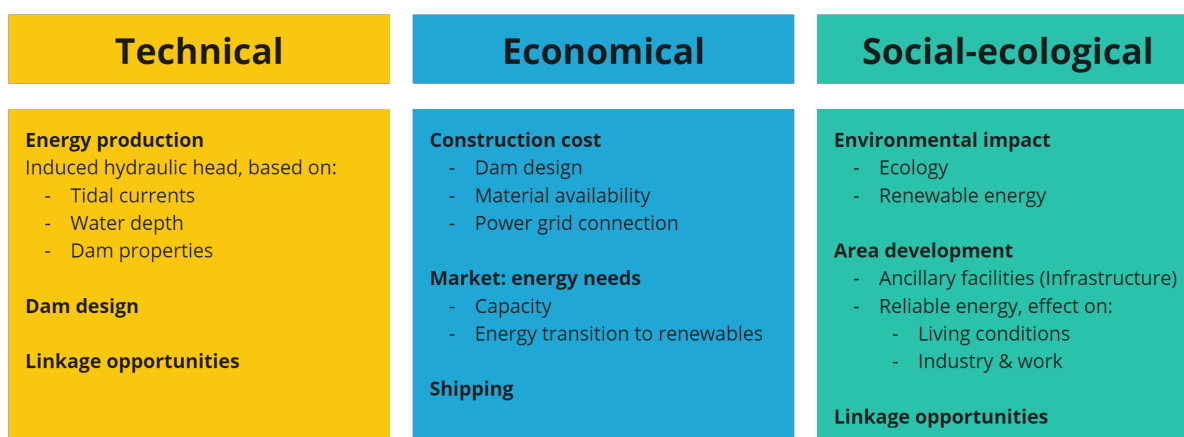 Technical
Energy production
Induced hydraulic head, based on:
- Tidal currents
- Water depth
- Dam properties
Dam design
Linkage opportunities
Economical
Construction cost
- Dam design
- Material availability
- Power grid connection
Market: energy needs
- Capacity
- Energy transition to renewables
Shipping
Social-ecological
Environmental impact
- Ecology
- Renewable energy
Area development
- Ancillary facilities (Infrastructure)
- Reliable energy, effect on:
- Living conditions
- Industry & work
Linkage opportunities